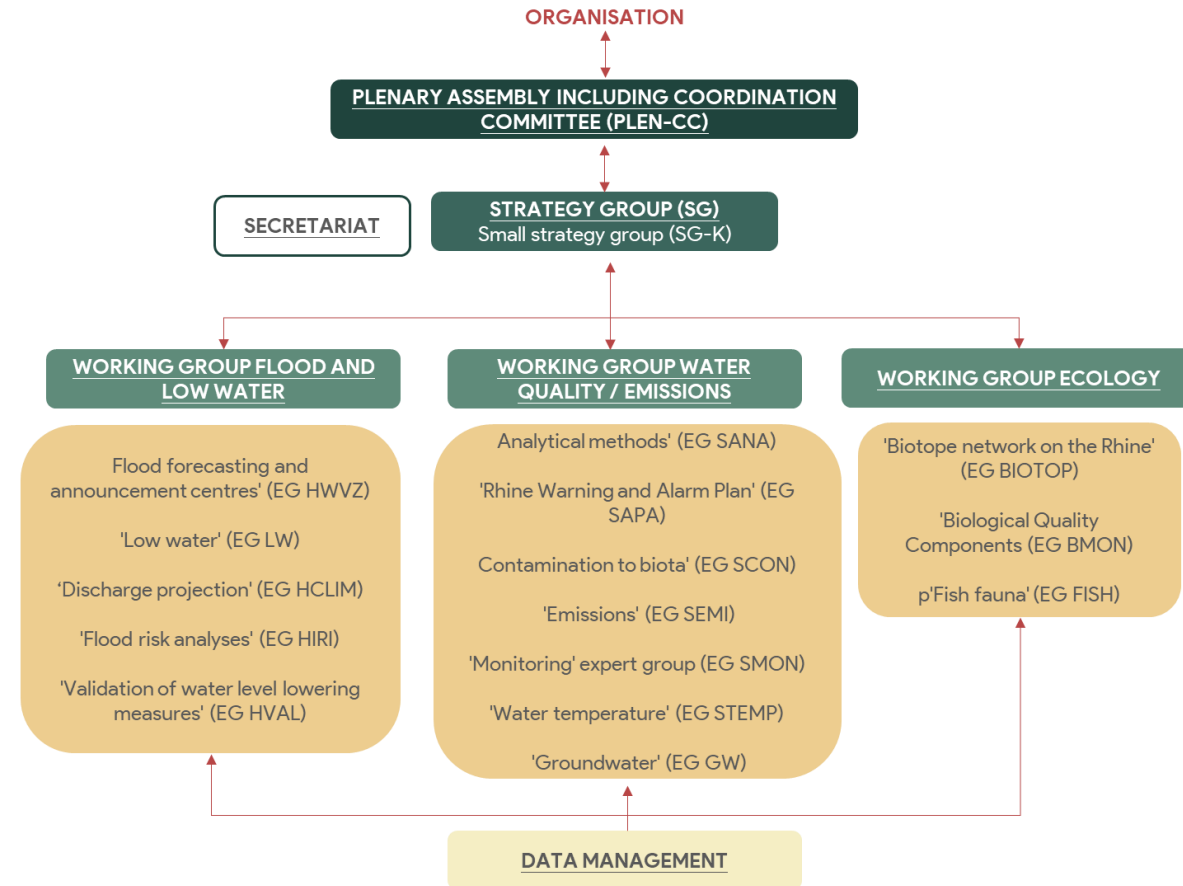 ORGANISATION
PLENARY ASSEMBLY INCLUDING COORDINATION
COMMITTEE (PLEN-CC)
SECRETARIAT
STRATEGY GROUP (SG)
Small strategy group (SG-K)
WORKING GROUP FLOOD AND
LOW WATER
Flood forecasting and
announcement centres' (EG HWVZ)
'Low water' (EG LW)
‘Discharge projection' (EG HCLIM)
'Flood risk analyses' (EG HIRI)
'Validation of water level lowering
measures' (EG HVAL)
WORKING GROUP WATER
QUALITY / EMISSIONS
Analytical methods' (EG SANA)
'Rhine Warning and Alarm Plan' (EG
SAPA)
Contamination to biota' (EG SCON)
'Emissions' (EG SEMI)
'Monitoring' expert group (EG SMON)
'Water temperature' (EG STEMP)
'Groundwater' (EG GW)
WORKING GROUP ECOLOGY
'Biotope network on the Rhine'
(EG BIOTOP)
'Biological Quality
Components (EG BMON)
p'Fish fauna' (EG FISH)
DATA MANAGEMENT